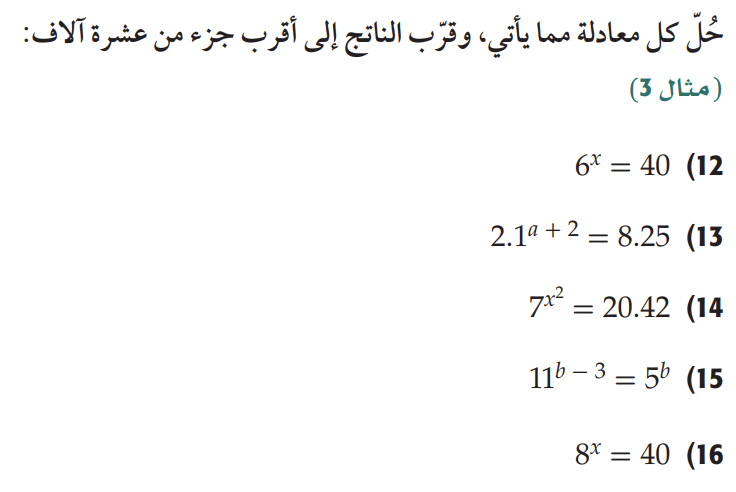 حُلّ كل معادلة مما يأتي، وقرّب الناتج إلى أقرب جزء من عشرة آلاف:
(مثال 3)
12) 6^x = 40
13) 2.1^{a + 2} = 8.25
14) 7^{x^2} = 20.42
15) 11^{b − 3} = 5^b
16) 8^x = 40